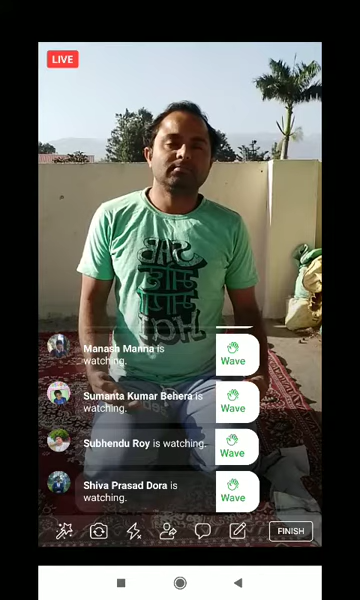 LIVE
Manash Manna is
watching.
Wave
Sumanta Kumar Behera is
watching.
Wave
Subhendu Roy is watching.
Wave
Shiva Prasad Dora is
watching.
Wave
FINISH